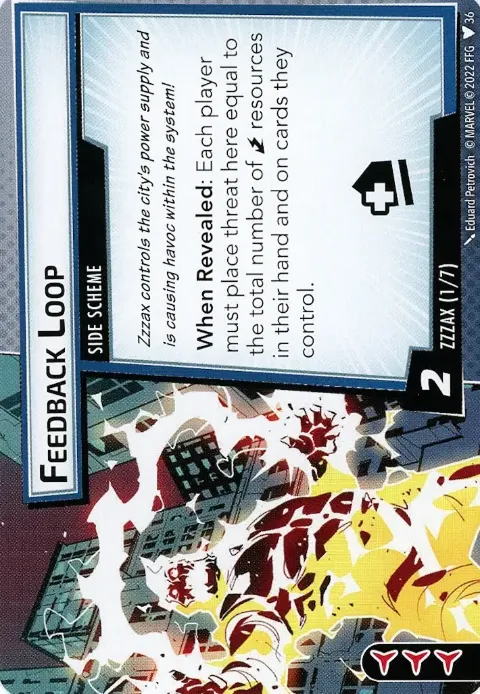 FEEDBACK LOOP
SIDE SCHEME
Zzzax controls the city's power supply and
is causing havoc within the system!
When Revealed: Each player
must place threat here equal to
the total number of resources
in their hand and on cards they
control.
2
ZZZAX (1/7)
Eduard Petrovich © MARVEL © 2022 FFG 36